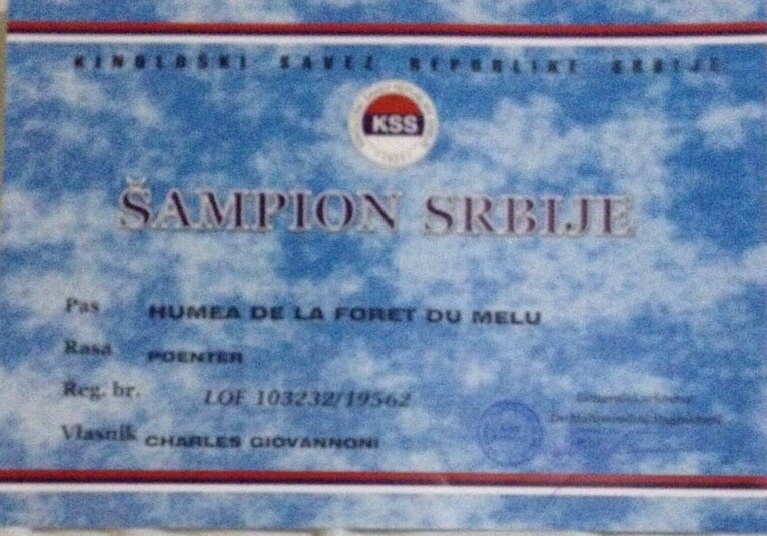 KINOLOŠKI SAVEZ REPUBLIKE SRBIJE
KSS
ŠAMPION SRBIJE
Pas HUMEA DE LA FORET DU MELU
Rasa POENTER
Reg. br. LOF 103232/19562
Vlasnik CHARLES GIOVANNONI